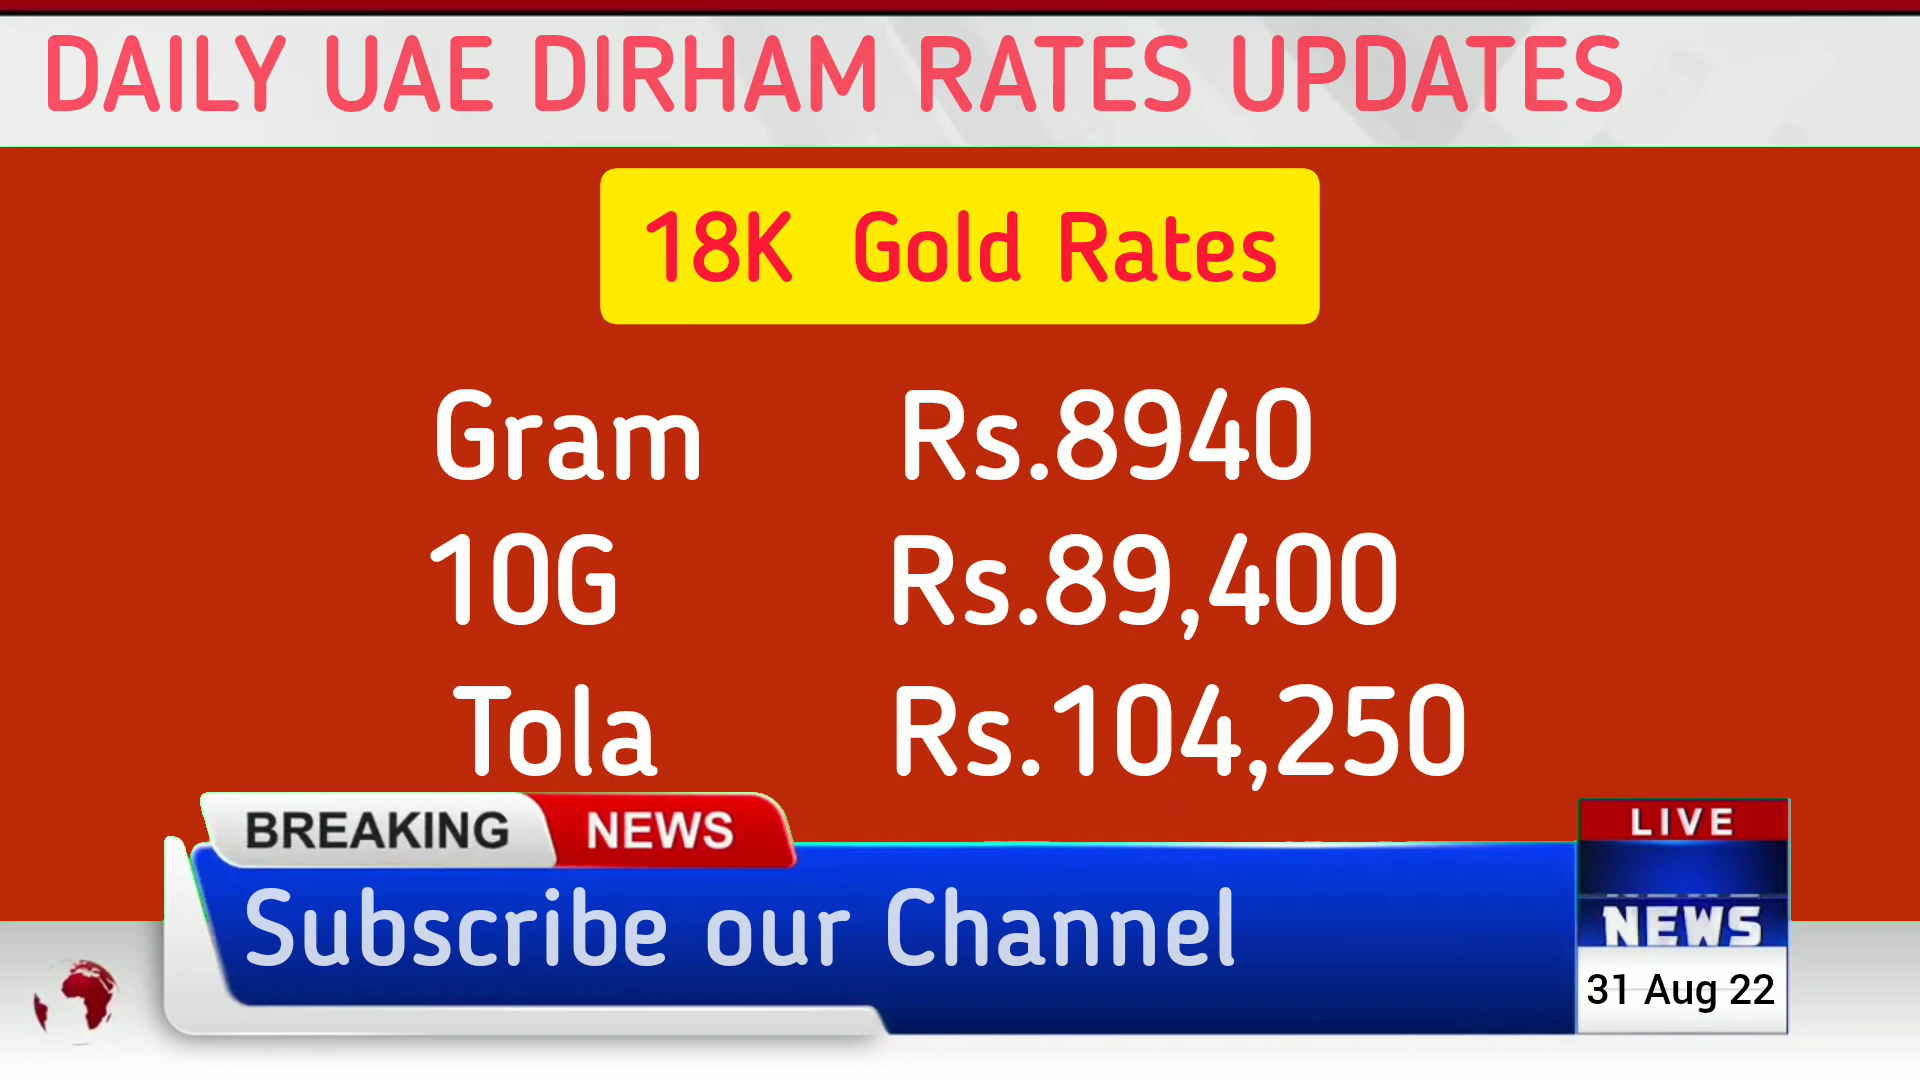 DAILY UAE DIRHAM RATES UPDATES
18K Gold Rates
Gram Rs.8940
10G Rs.89,400
Tola Rs.104,250
BREAKING NEWS
Subscribe our Channel
LIVE
NEWS
31 Aug 22